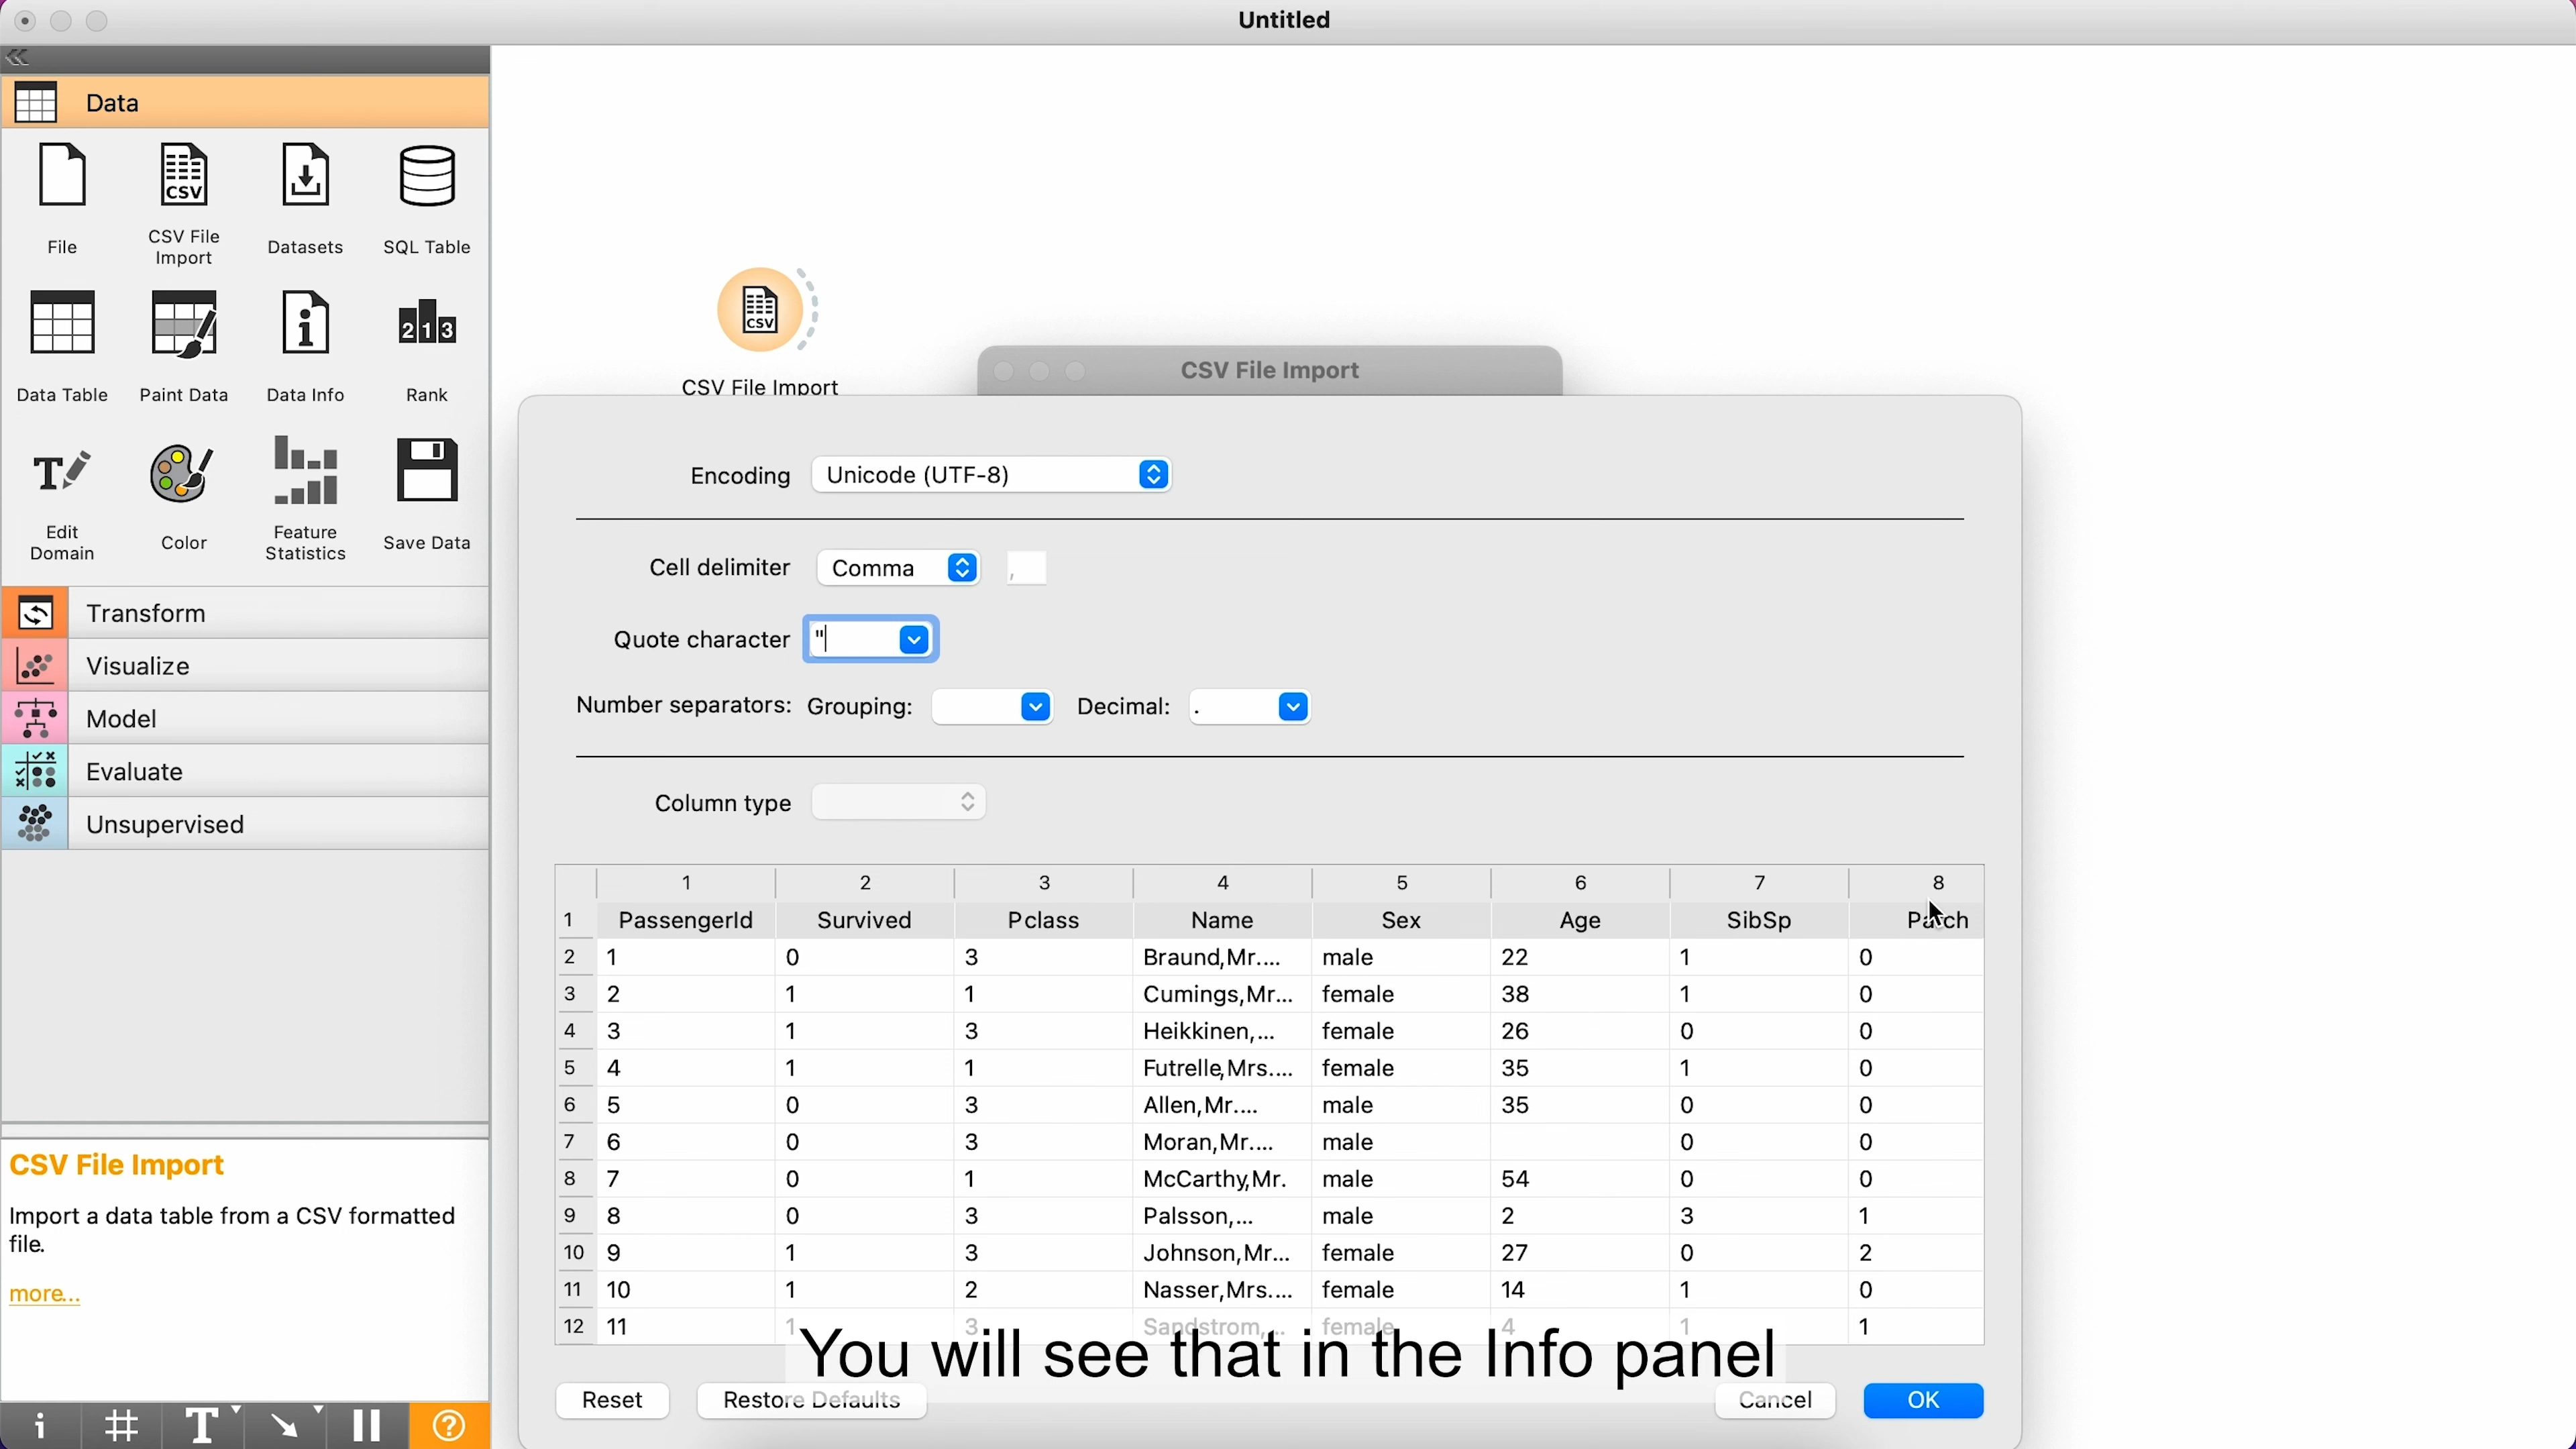 Untitled
Data
File
CSV File
Import
Datasets
SQL Table
Data Table
Paint Data
Data Info
Rank
Edit
Domain
Color
Feature
Statistics
Save Data
Transform
Visualize
Model
Evaluate
Unsupervised
CSV File Import
Import a data table from a CSV formatted
file.
more...
CSV File Import
CSV File Import
Encoding Unicode (UTF-8)
Cell delimiter Comma ,
Quote character "
Number separators: Grouping: Decimal: .
Column type
1 2 3 4 5 6 7 8
1 PassengerId Survived Pclass Name Sex Age SibSp Parch
2 1 0 3 Braund,Mr.... male 22 1 0
3 2 1 1 Cumings,Mr... female 38 1 0
4 3 1 3 Heikkinen,... female 26 0 0
5 4 1 1 Futrelle,Mrs.... female 35 1 0
6 5 0 3 Allen,Mr.... male 35 0 0
7 6 0 3 Moran,Mr.... male 0 0
8 7 0 1 McCarthy,Mr. male 54 0 0
9 8 0 3 Palsson,... male 2 3 1
10 9 1 3 Johnson,Mr... female 27 0 2
11 10 1 2 Nasser,Mrs.... female 14 1 0
12 11 1 3 Sandstrom,... female 4 1 1
You will see that in the Info panel
Reset Restore Defaults Cancel OK